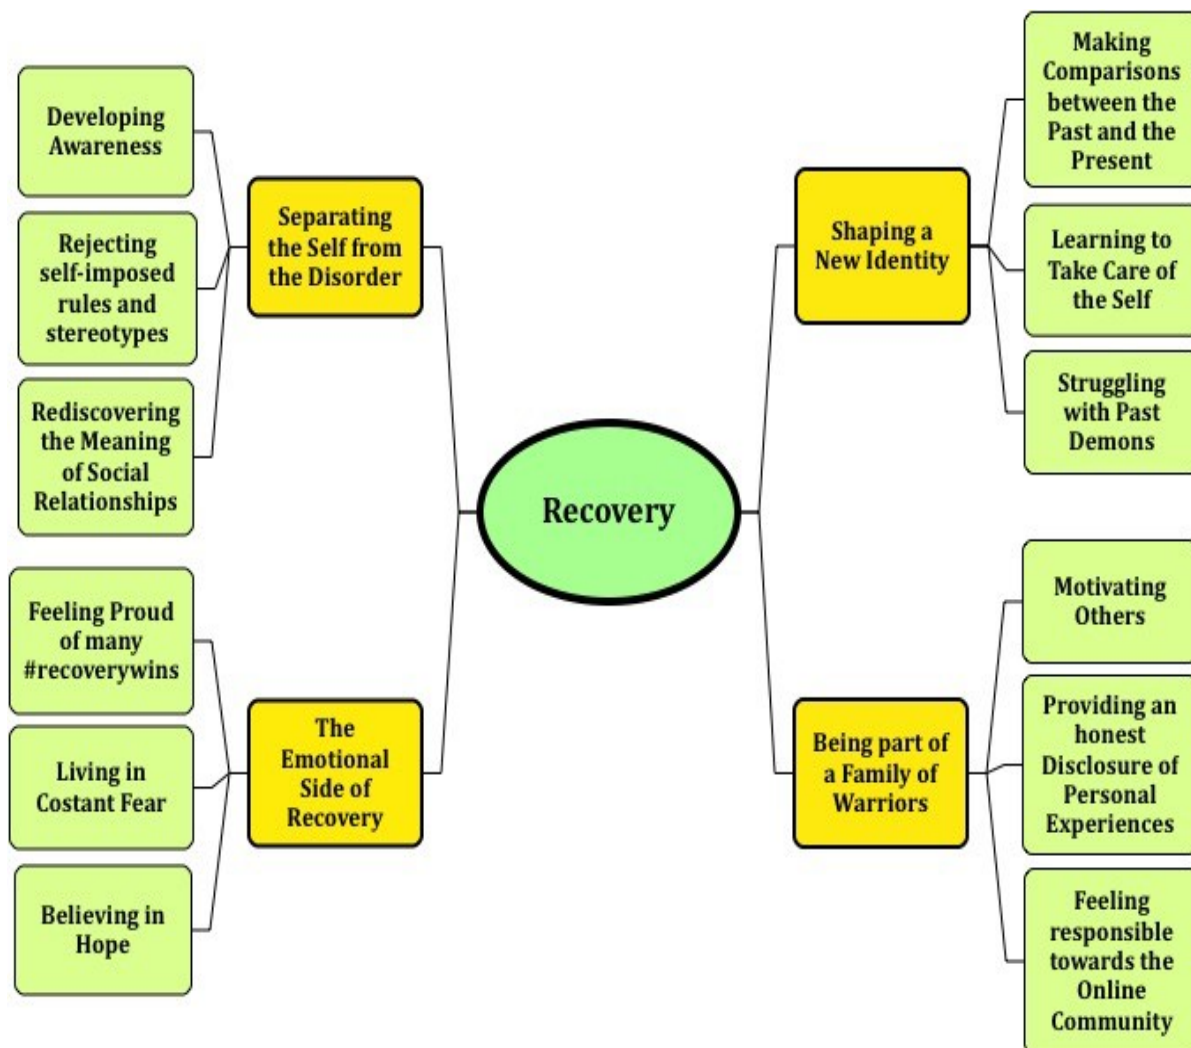 Developing
Awareness
Rejecting
self-imposed
rules and
stereotypes
Rediscovering
the Meaning
of Social
Relationships
Separating
the Self from
the Disorder
Feeling Proud
of many
#recoverywins
Living in
Costant Fear
Believing in
Hope
The
Emotional
Side of
Recovery
Recovery
Shaping a
New Identity
Making
Comparisons
between the
Past and the
Present
Learning to
Take Care of
the Self
Struggling
with Past
Demons
Being part of
a Family of
Warriors
Motivating
Others
Providing an
honest
Disclosure of
Personal
Experiences
Feeling
responsible
towards the
Online
Community